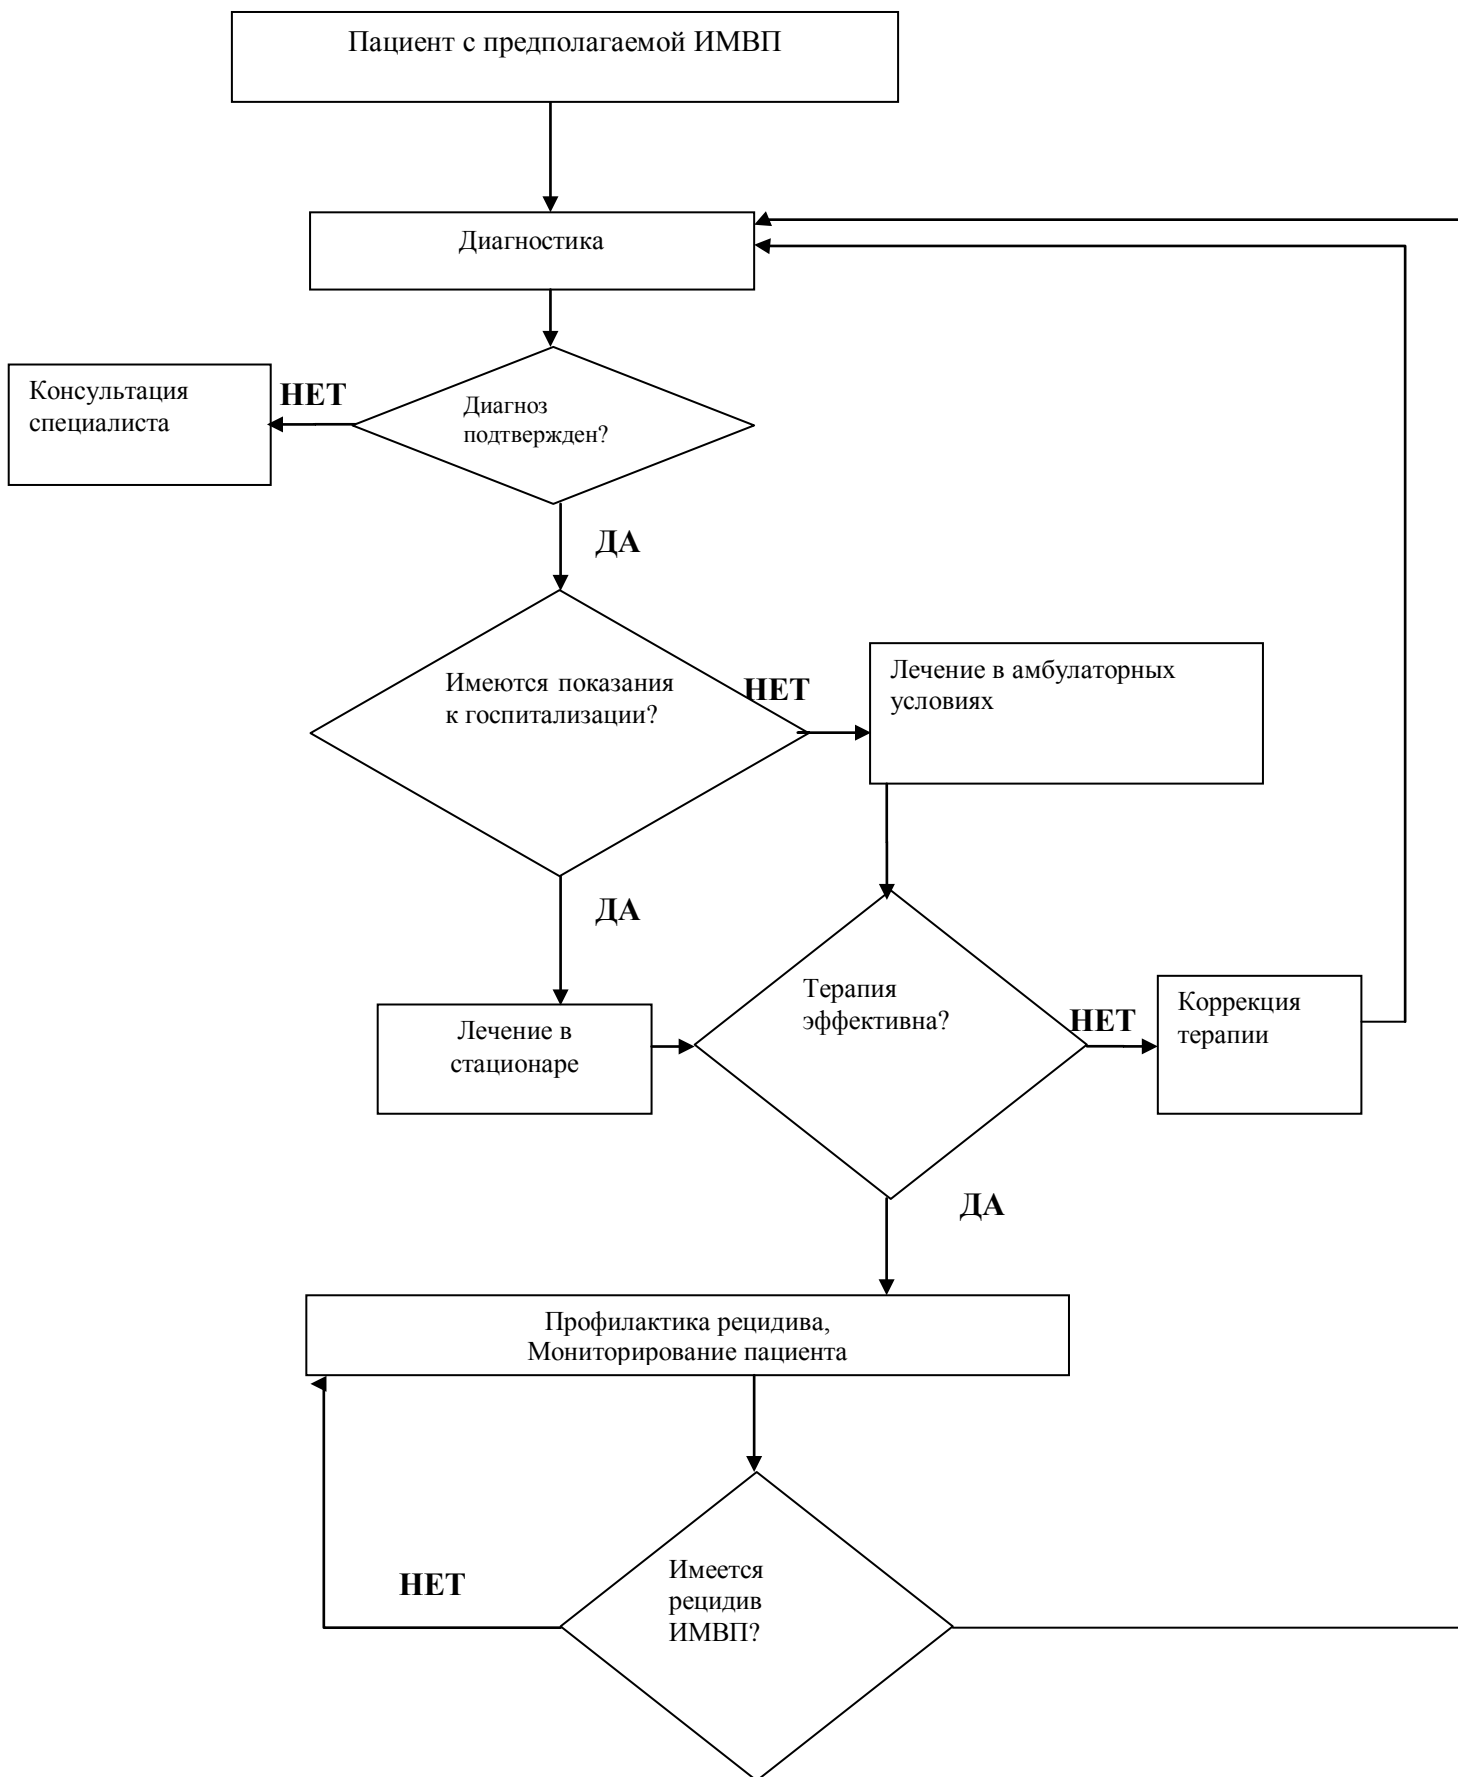 Пациент с предполагаемой ИМВП
Диагностика
Консультация
специалиста
НЕТ
Диагноз
подтвержден?
ДА
Имеются показания
к госпитализации?
НЕТ
Лечение в амбулаторных
условиях
ДА
Лечение в
стационаре
Терапия
эффективна?
НЕТ
Коррекция
терапии
ДА
Профилактика рецидива,
Мониторирование пациента
НЕТ
Имеется
рецидив
ИМВП?